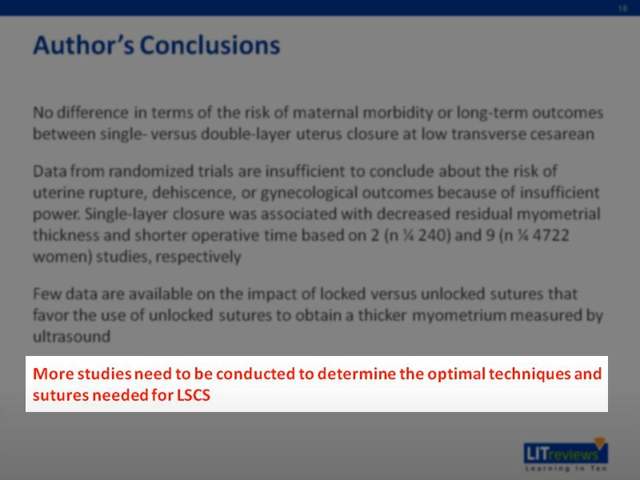 19
Author's Conclusions
No difference in terms of the risk of maternal morbidity or long-term outcomes
between single- versus double-layer uterus closure at low transverse cesarean
Data from randomized trials are insufficient to conclude about the risk of
uterine rupture, dehiscence, or gynecological outcomes because of insufficient
power. Single-layer closure was associated with decreased residual myometrial
thickness and shorter operative time based on 2 (n ¼ 240) and 9 (n ¼ 4722
women) studies, respectively
Few data are available on the impact of locked versus unlocked sutures that
favor the use of unlocked sutures to obtain a thicker myometrium measured by
ultrasound
More studies need to be conducted to determine the optimal techniques and
sutures needed for LSCS
LITreviews
Learning In Ten